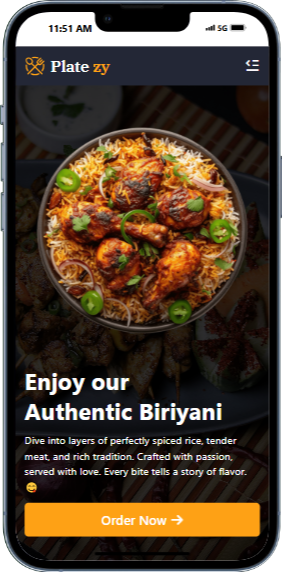 11:51 AM 5G
Plate zy
Enjoy our
Authentic Biriyani
Dive into layers of perfectly spiced rice, tender
meat, and rich tradition. Crafted with passion,
served with love. Every bite tells a story of flavor.
😋
Order Now →